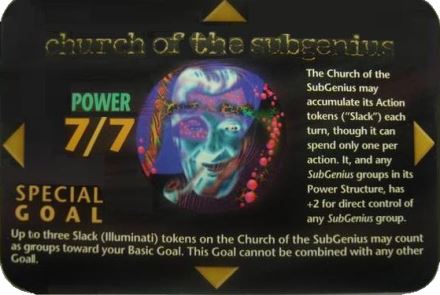 church of the subgenius
POWER
7/7
The Church of the
SubGenius may
accumulate its Action
tokens ("Slack") each
turn, though it can
spend only one per
action. It, and any
SubGenius groups in its
Power Structure, has
+2 for direct control of
any SubGenius group.
SPECIAL
GOAL
Up to three Slack (Illuminati) tokens on the Church of the SubGenius may count
as groups toward your Basic Goal. This Goal cannot be combined with any other
Goal.